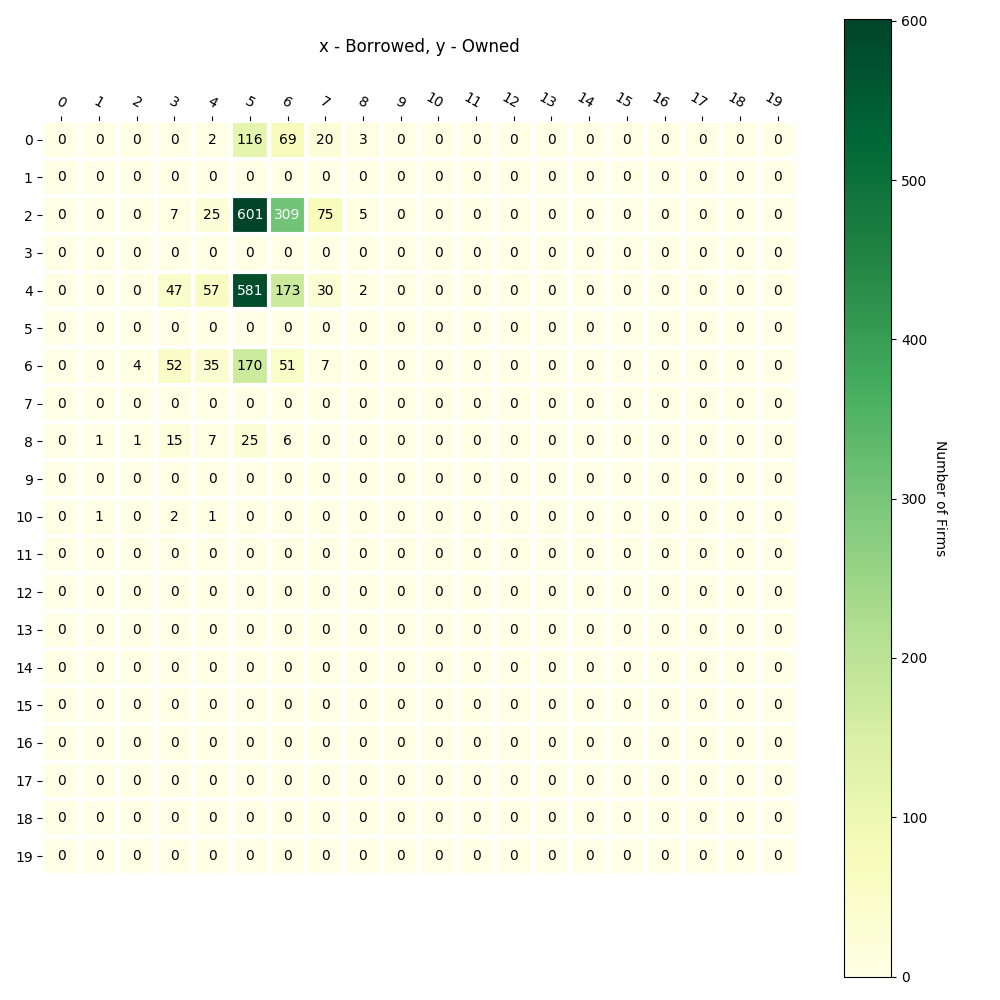 x - Borrowed, y - Owned
0 1 2 3 4 5 6 7 8 9 10 11 12 13 14 15 16 17 18 19
0 0 0 0 0 2 116 69 20 3 0 0 0 0 0 0 0 0 0 0 0
1 0 0 0 0 0 0 0 0 0 0 0 0 0 0 0 0 0 0 0 0
2 0 0 0 7 25 601 309 75 5 0 0 0 0 0 0 0 0 0 0 0
3 0 0 0 0 0 0 0 0 0 0 0 0 0 0 0 0 0 0 0 0
4 0 0 0 47 57 581 173 30 2 0 0 0 0 0 0 0 0 0 0 0
5 0 0 0 0 0 0 0 0 0 0 0 0 0 0 0 0 0 0 0 0
6 0 0 4 52 35 170 51 7 0 0 0 0 0 0 0 0 0 0 0 0
7 0 0 0 0 0 0 0 0 0 0 0 0 0 0 0 0 0 0 0 0
8 0 1 1 15 7 25 6 0 0 0 0 0 0 0 0 0 0 0 0 0
9 0 0 0 0 0 0 0 0 0 0 0 0 0 0 0 0 0 0 0 0
10 0 1 0 2 1 0 0 0 0 0 0 0 0 0 0 0 0 0 0 0
11 0 0 0 0 0 0 0 0 0 0 0 0 0 0 0 0 0 0 0 0
12 0 0 0 0 0 0 0 0 0 0 0 0 0 0 0 0 0 0 0 0
13 0 0 0 0 0 0 0 0 0 0 0 0 0 0 0 0 0 0 0 0
14 0 0 0 0 0 0 0 0 0 0 0 0 0 0 0 0 0 0 0 0
15 0 0 0 0 0 0 0 0 0 0 0 0 0 0 0 0 0 0 0 0
16 0 0 0 0 0 0 0 0 0 0 0 0 0 0 0 0 0 0 0 0
17 0 0 0 0 0 0 0 0 0 0 0 0 0 0 0 0 0 0 0 0
18 0 0 0 0 0 0 0 0 0 0 0 0 0 0 0 0 0 0 0 0
19 0 0 0 0 0 0 0 0 0 0 0 0 0 0 0 0 0 0 0 0
600
500
400
300
200
100
0
Number of Firms